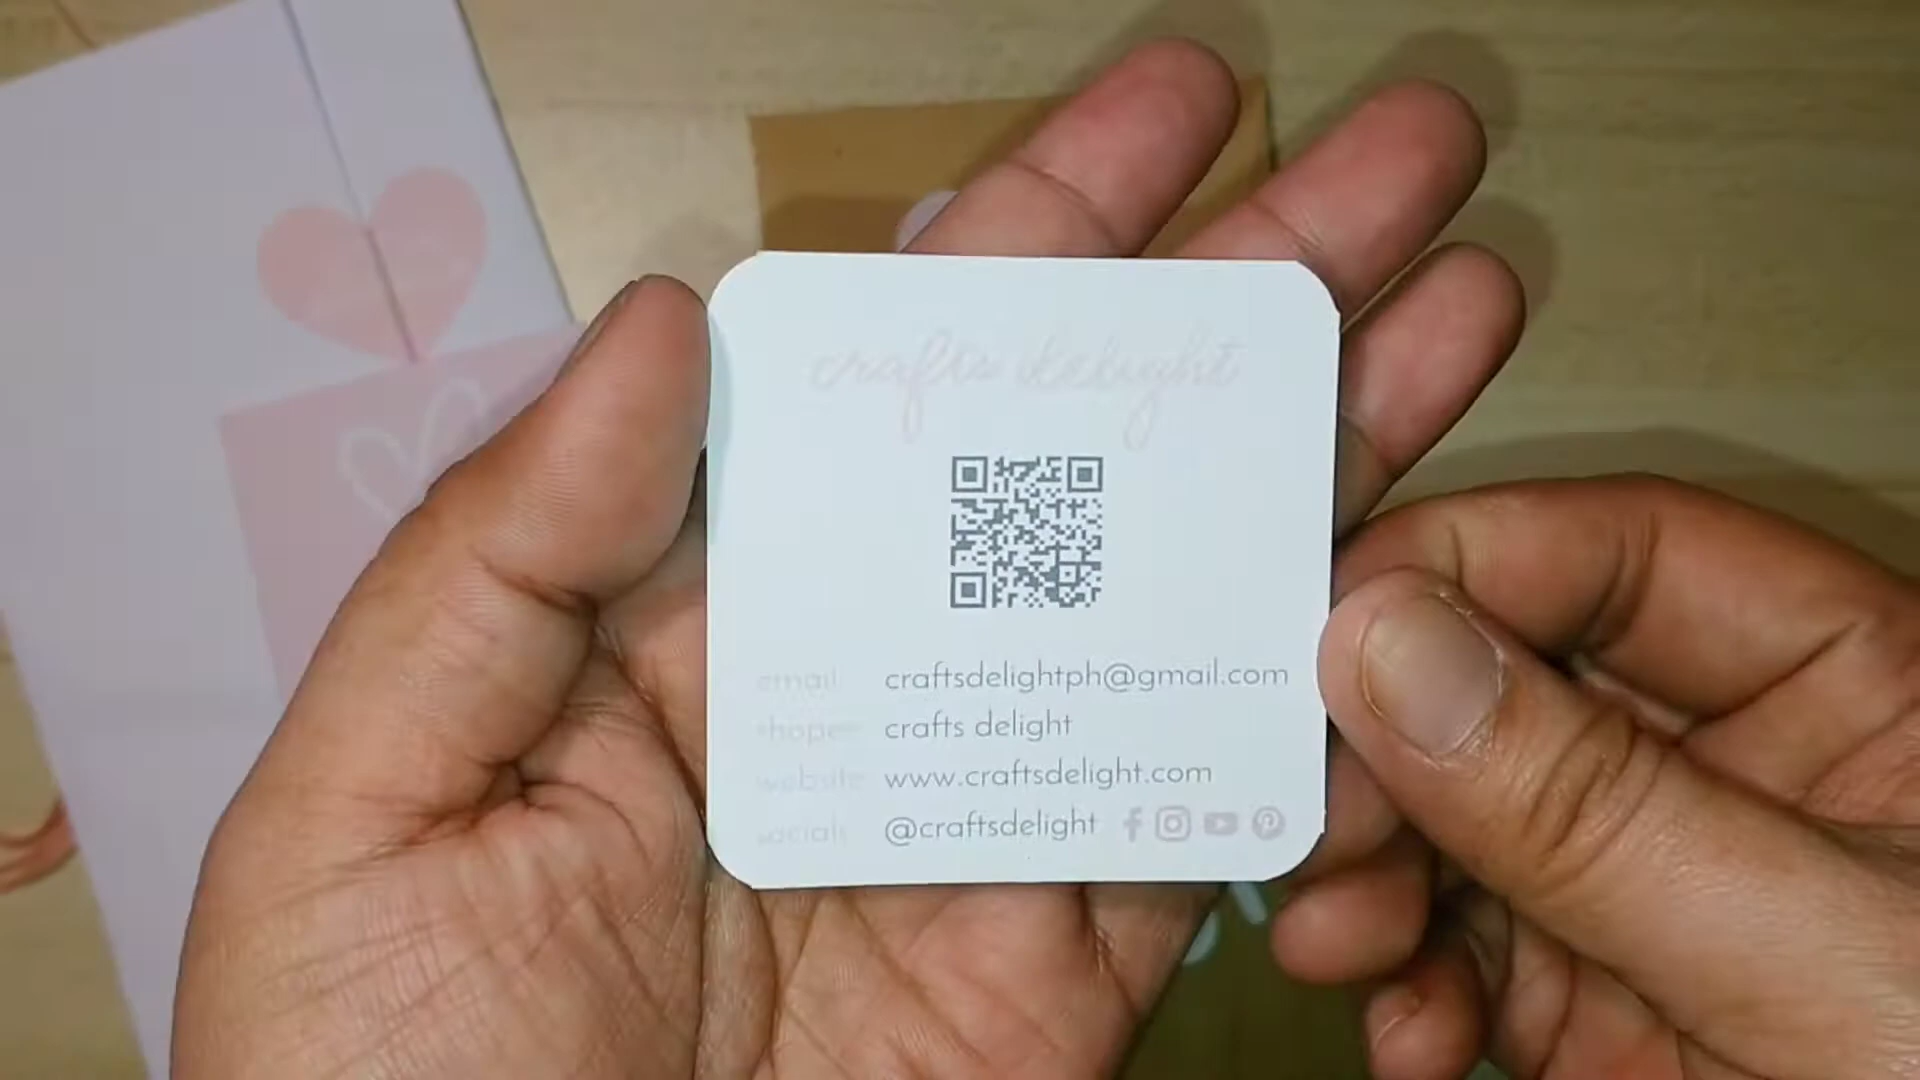 crafts delight
email craftsdelightph@gmail.com
shopee crafts delight
website www.craftsdelight.com
socials @craftsdelight